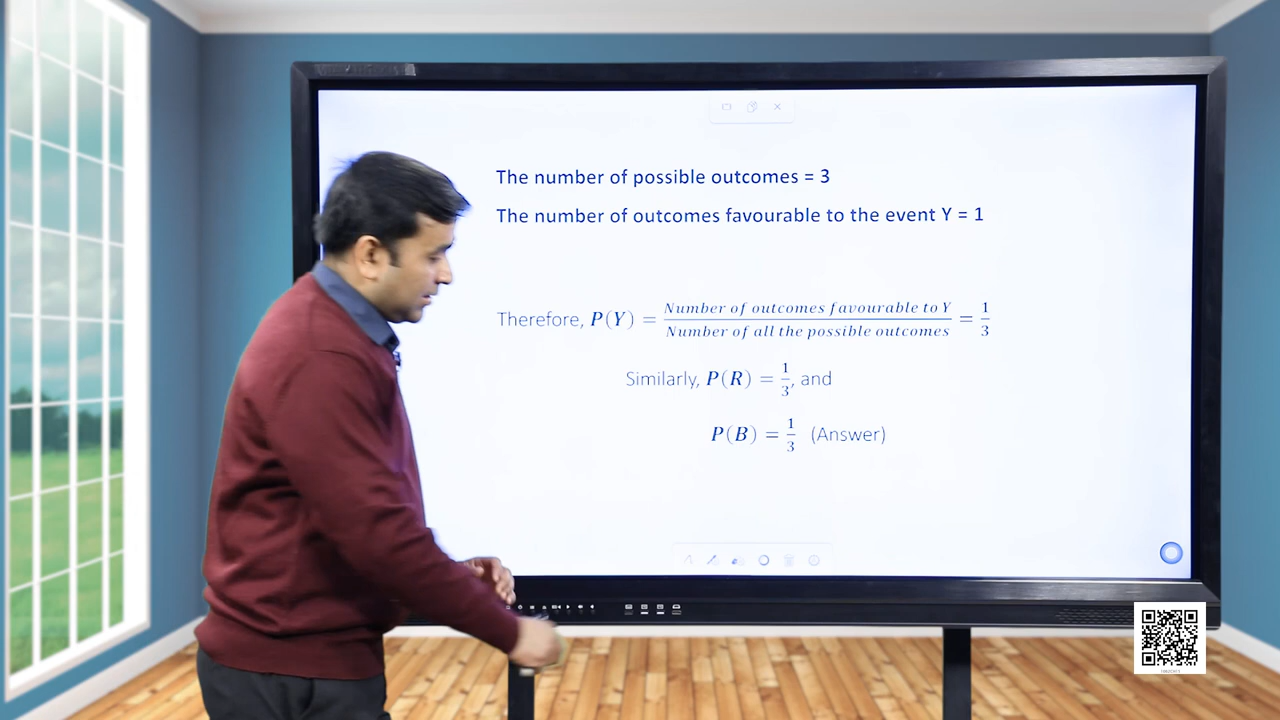 The number of possible outcomes = 3
The number of outcomes favourable to the event Y = 1
Therefore, P(Y) = Number of outcomes favourable to Y / Number of all the possible outcomes = 1/3
Similarly, P(R) = 1/3, and
P(B) = 1/3 (Answer)